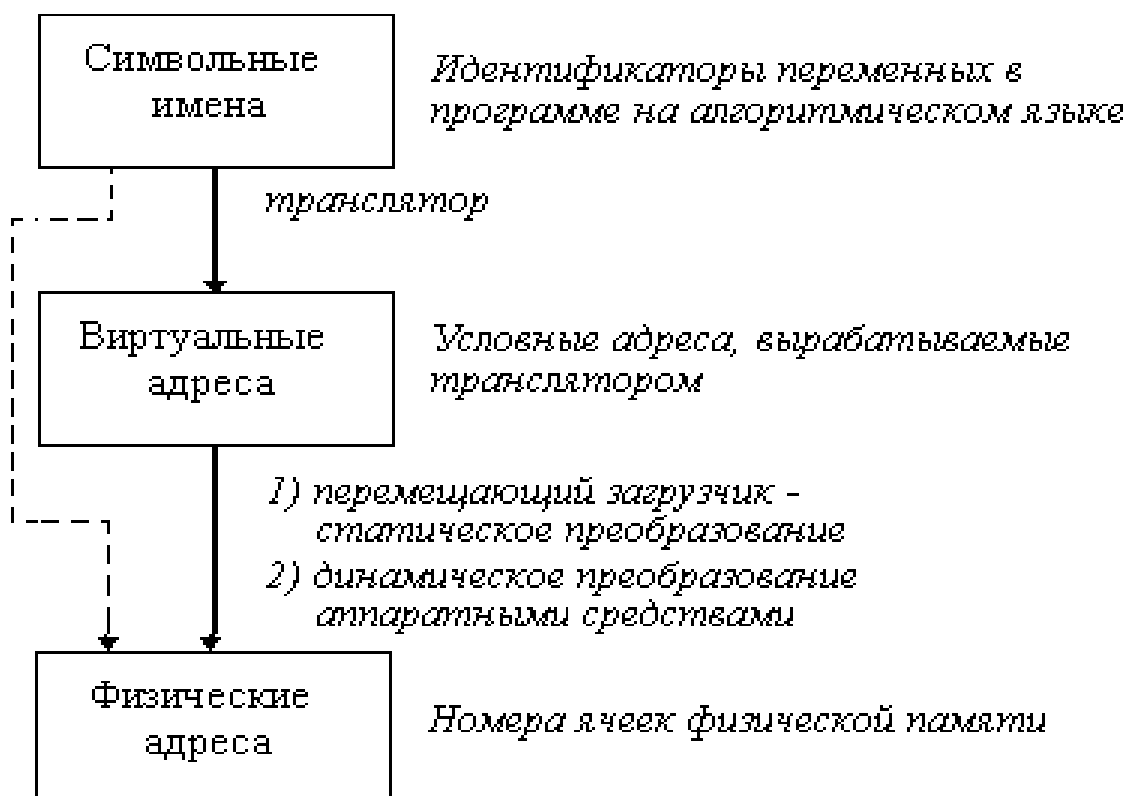 Символьные
имена
Идентификаторы переменных в
программе на алгоритмическом языке
транслятор
Виртуальные
адреса
Условные адреса, вырабатываемые
транслятором
1) перемещающий загрузчик -
статическое преобразование
2) динамическое преобразование
аппаратными средствами
Физические
адреса
Номера ячеек физической памяти